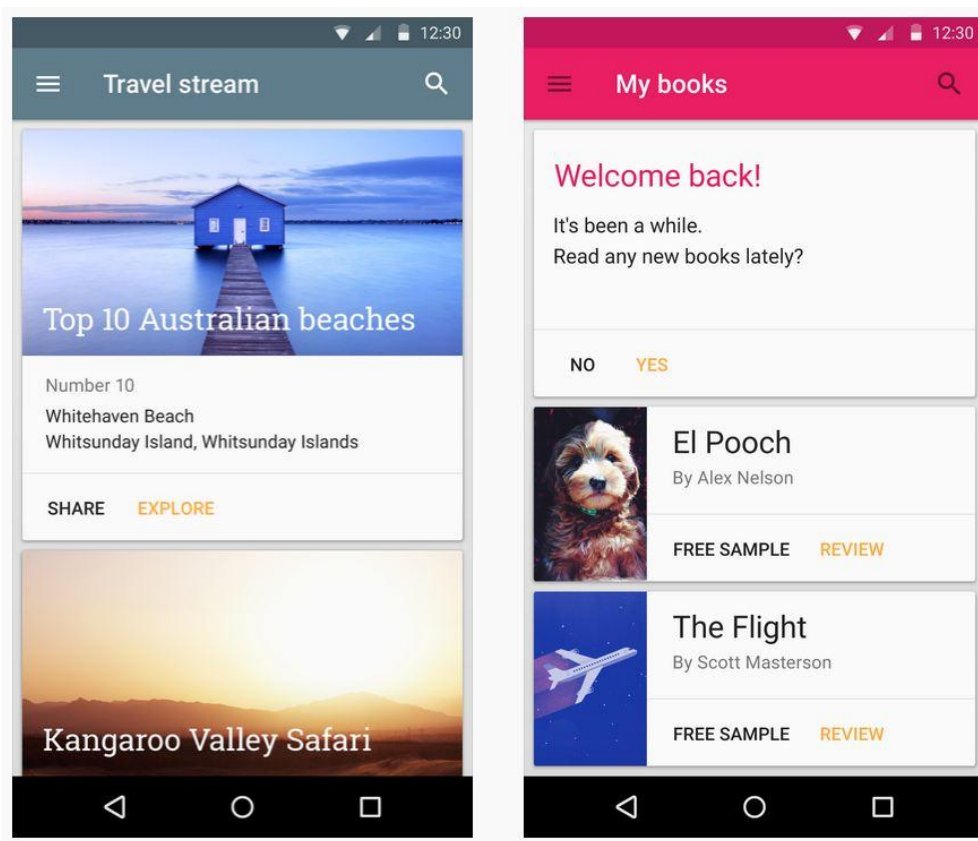 12:30
Travel stream
Top 10 Australian beaches
Number 10
Whitehaven Beach
Whitsunday Island, Whitsunday Islands
SHARE EXPLORE
Kangaroo Valley Safari
12:30
My books
Welcome back!
It's been a while.
Read any new books lately?
NO YES
El Pooch
By Alex Nelson
FREE SAMPLE REVIEW
The Flight
By Scott Masterson
FREE SAMPLE REVIEW